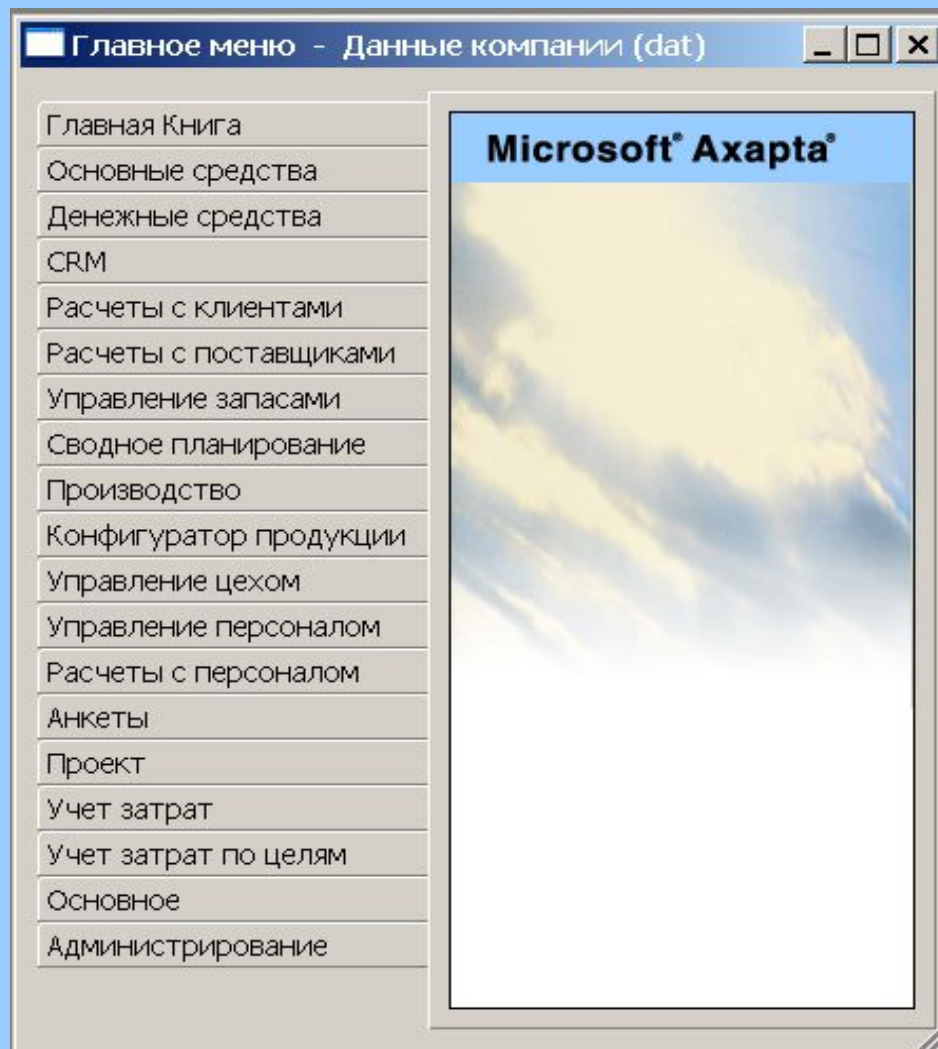 Главное меню - Данные компании (dat)
Главная Книга
Основные средства
Денежные средства
CRM
Расчеты с клиентами
Расчеты с поставщиками
Управление запасами
Сводное планирование
Производство
Конфигуратор продукции
Управление цехом
Управление персоналом
Расчеты с персоналом
Анкеты
Проект
Учет затрат
Учет затрат по целям
Основное
Администрирование
Microsoft® Axapta®